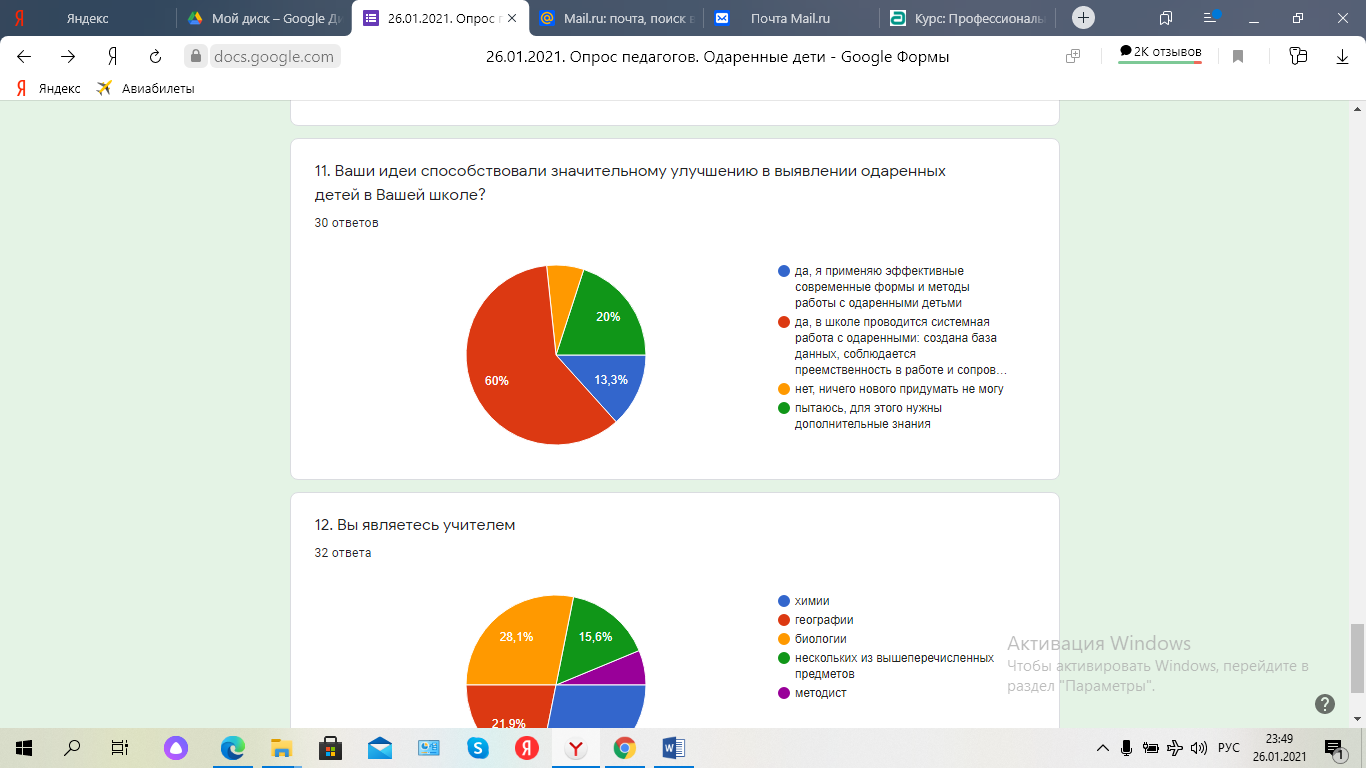 Яндекс
Мой диск – Google Ди
26.01.2021. Опрос п
Mail.ru: почта, поиск в
Почта Mail.ru
Курс: Профессиональ
docs.google.com
26.01.2021. Опрос педагогов. Одаренные дети - Google Формы
2К отзывов
Яндекс
Авиабилеты
11. Ваши идеи способствовали значительному улучшению в выявлении одаренных
детей в Вашей школе?
30 ответов
20%
13,3%
60%
да, я применяю эффективные
современные формы и методы
работы с одаренными детьми
да, в школе проводится системная
работа с одаренными: создана база
данных, соблюдается
преемственность в работе и сопров…
нет, ничего нового придумать не могу
пытаюсь, для этого нужны
дополнительные знания
12. Вы являетесь учителем
32 ответа
28,1%
15,6%
21,9%
химии
географии
биологии
нескольких из вышеперечисленных
предметов
методист
Активация Windows
Чтобы активировать Windows, перейдите в
раздел "Параметры".
РУС
23:49
26.01.2021
1